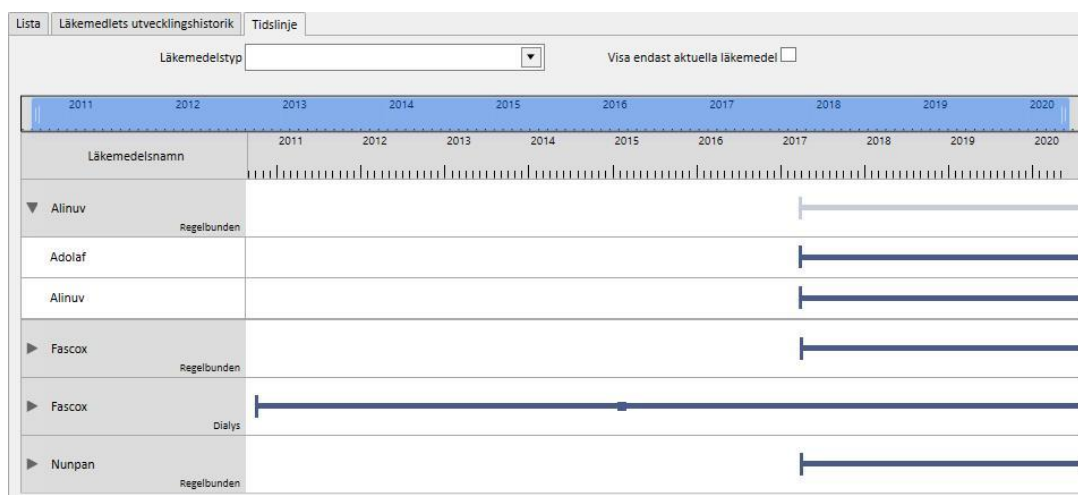 Lista Läkemedlets utvecklingshistorik Tidslinje
Läkemedelstyp Visa endast aktuella läkemedel
2011 2012 2013 2014 2015 2016 2017 2018 2019 2020
Läkemedelsnamn 2011 2012 2013 2014 2015 2016 2017 2018 2019 2020
Alinuv
Regelbunden
Adolaf
Alinuv
Fascox
Regelbunden
Fascox
Dialys
Nunpan
Regelbunden